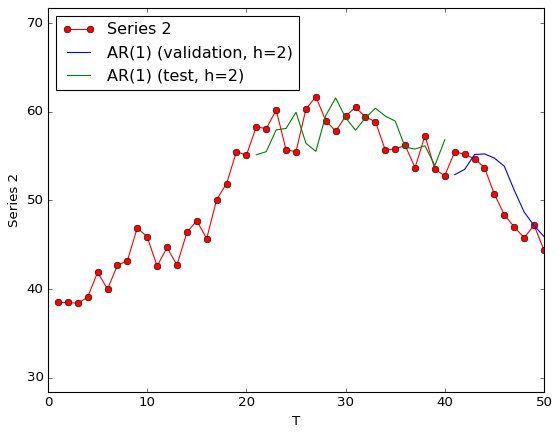 Series 2
AR(1) (validation, h=2)
AR(1) (test, h=2)
70
60
50
40
30
Series 2
0 10 20 30 40 50
T